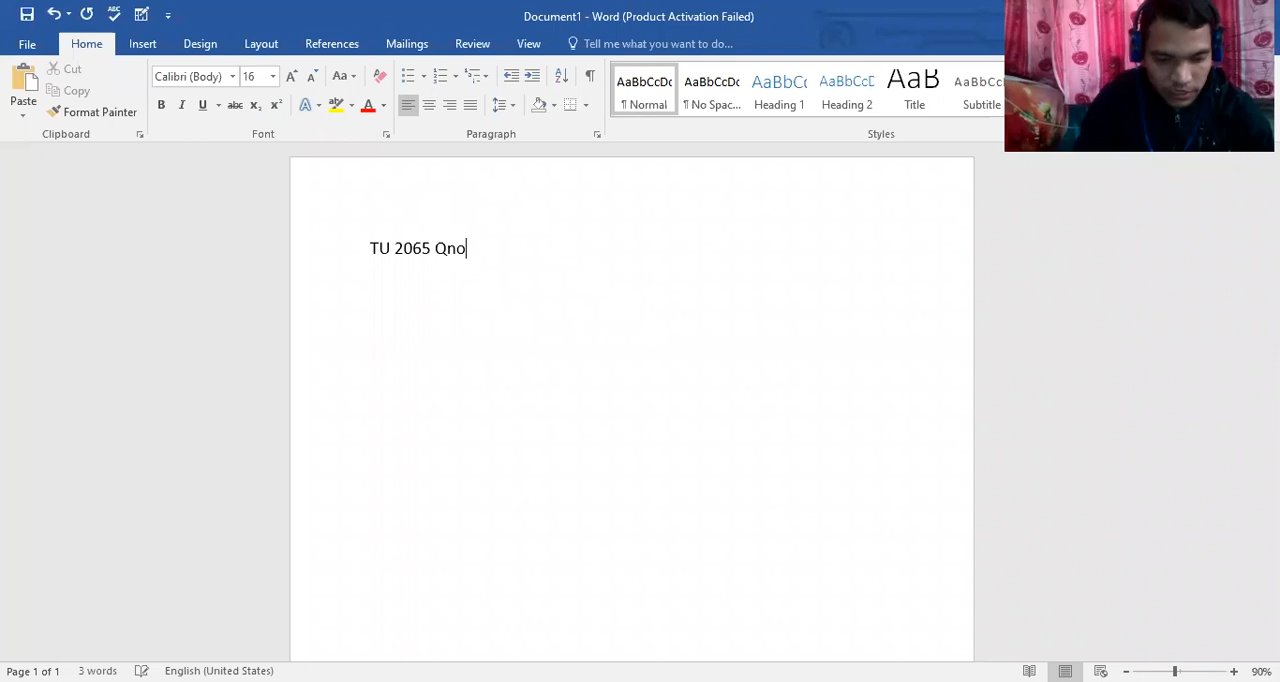 Document1 - Word (Product Activation Failed)
File Home Insert Design Layout References Mailings Review View Tell me what you want to do...
Paste
Cut
Copy
Format Painter
Clipboard
Calibri (Body) 16
Font
Paragraph
AaBbCcDc AaBbCcDc AaBbCc AaBbCcD AaB AaBbCcD
¶ Normal ¶ No Spac... Heading 1 Heading 2 Title Subtitle
Styles
TU 2065 Qno
Page 1 of 1 3 words English (United States) 90%